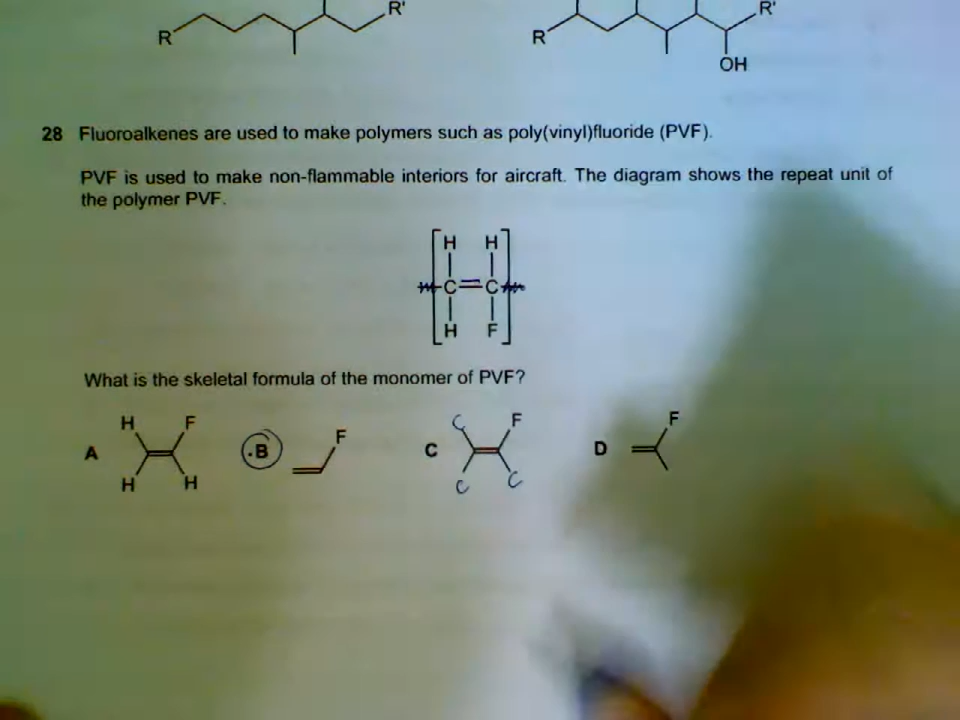 R R' R R'
OH
28 Fluoroalkenes are used to make polymers such as poly(vinyl)fluoride (PVF).
PVF is used to make non-flammable interiors for aircraft. The diagram shows the repeat unit of
the polymer PVF.
H H
C C
H F
What is the skeletal formula of the monomer of PVF?
H F F C F F
A B C D
H H C C